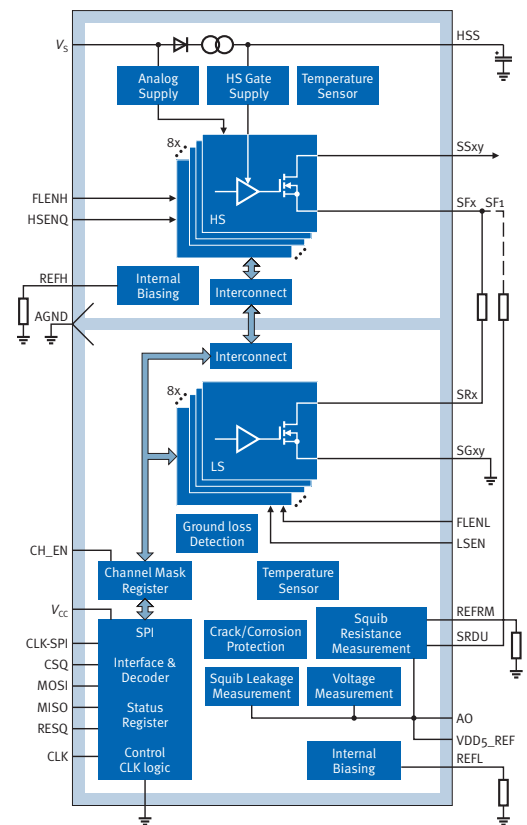 VS
HSS
Analog
Supply
HS Gate
Supply
Temperature
Sensor
8x
SSxy
FLENH
HSENQ
HS
SFx
SF1
REFH
Internal
Biasing
Interconnect
AGND
Interconnect
8x
SRx
LS
SGxy
Ground loss
Detection
FLENL
LSEN
CH_EN
Channel Mask
Register
Temperature
Sensor
VCC
SPI
Interface &
Decoder
Status
Register
Control
CLK logic
CLK-SPI
CSQ
MOSI
MISO
RESQ
CLK
Crack/Corrosion
Protection
Squib
Resistance
Measurement
REFRM
SRDU
Squib Leakage
Measurement
Voltage
Measurement
AO
VDD5_REF
Internal
Biasing
REFL